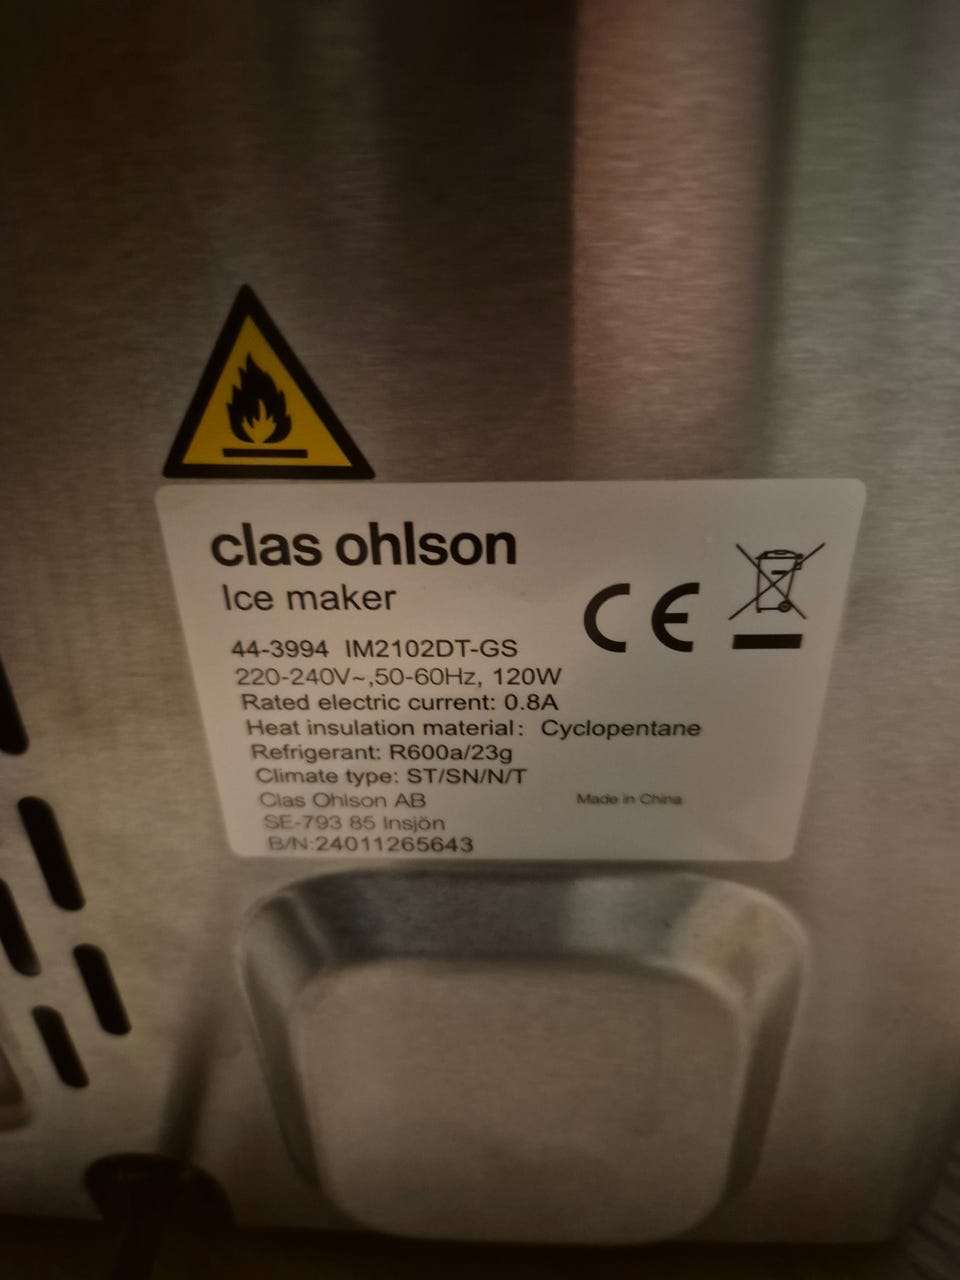 clas ohlson
Ice maker
CE
44-3994 IM2102DT-GS
220-240V~,50-60Hz, 120W
Rated electric current: 0.8A
Heat insulation material: Cyclopentane
Refrigerant: R600a/23g
Climate type: ST/SN/N/T
Clas Ohlson AB
Made in China
SE-793 85 Insjön
B/N:24011265643